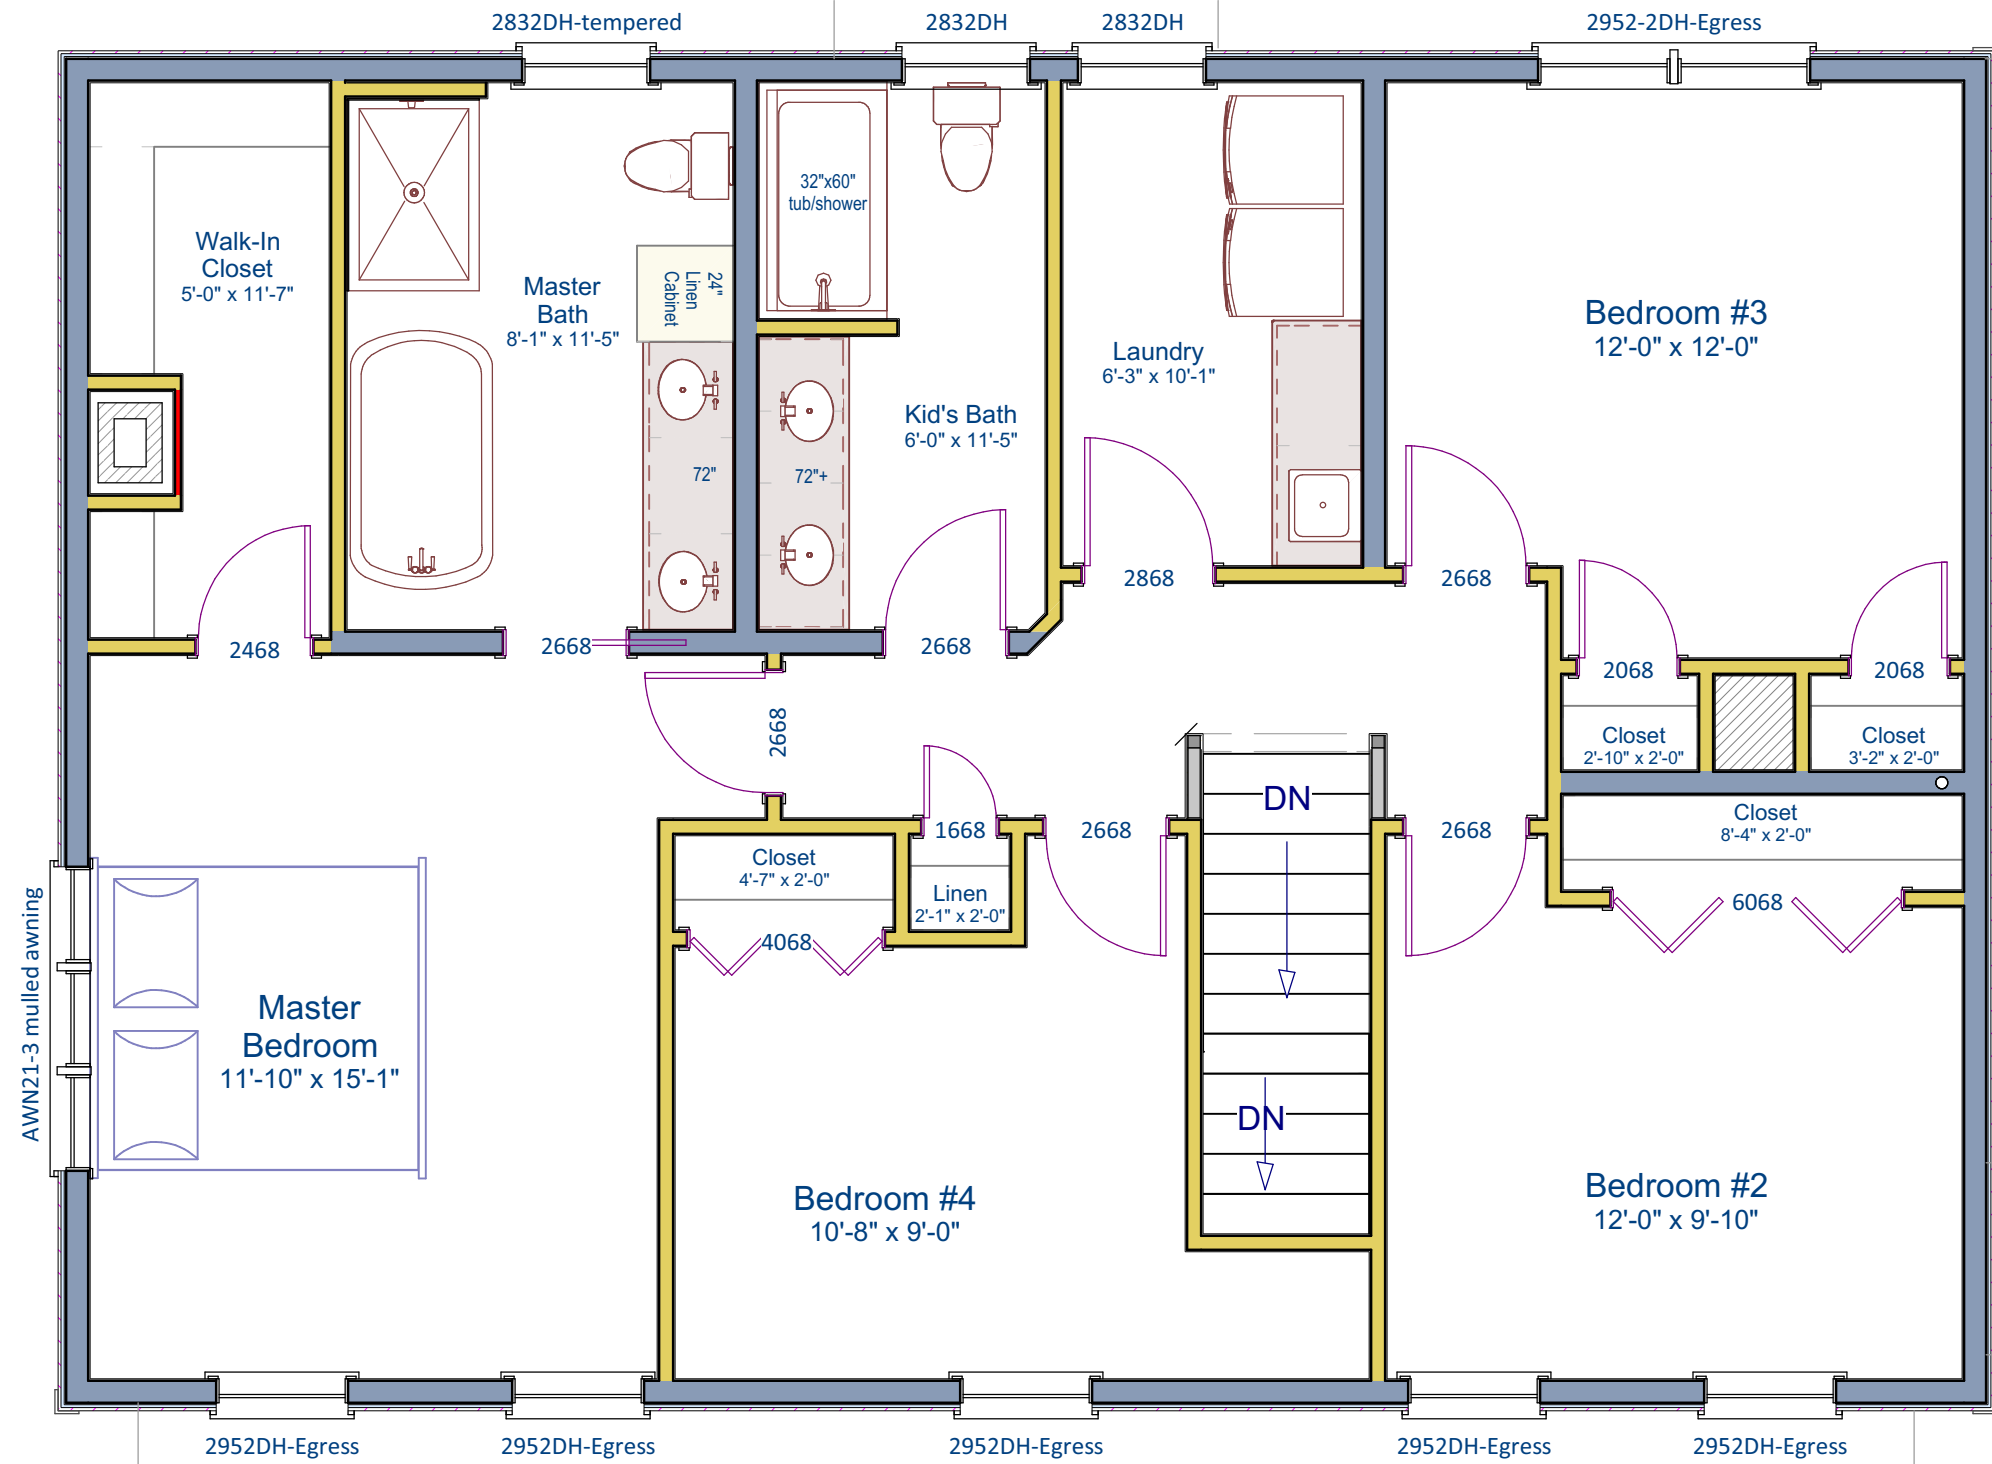 2832DH-tempered
2832DH
2832DH
2952-2DH-Egress
Walk-In
Closet
5'-0" x 11'-7"
Master
Bath
8'-1" x 11'-5"
24"
Linen
Cabinet
72"
32"x60"
tub/shower
72"+
Kid's Bath
6'-0" x 11'-5"
Laundry
6'-3" x 10'-1"
Bedroom #3
12'-0" x 12'-0"
2468
2668
2668
2868
2668
2068
2068
2668
Closet
2'-10" x 2'-0"
Closet
3'-2" x 2'-0"
DN
1668
2668
2668
Closet
8'-4" x 2'-0"
Closet
4'-7" x 2'-0"
Linen
2'-1" x 2'-0"
4068
6068
AWN21-3 mulled awning
Master
Bedroom
11'-10" x 15'-1"
DN
Bedroom #4
10'-8" x 9'-0"
Bedroom #2
12'-0" x 9'-10"
2952DH-Egress
2952DH-Egress
2952DH-Egress
2952DH-Egress
2952DH-Egress